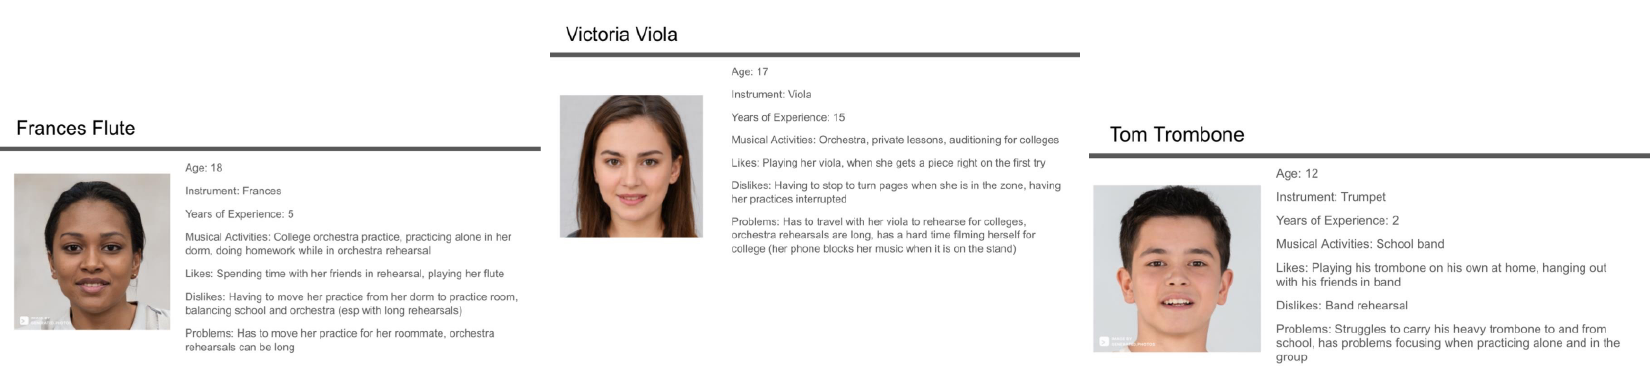 Frances Flute
Age: 18
Instrument: Frances
Years of Experience: 5
Musical Activities: College orchestra practice, practicing alone in her
dorm, doing homework while in orchestra rehearsal
Likes: Spending time with her friends in rehearsal, playing her flute
Dislikes: Having to move her practice from her dorm to practice room,
balancing school and orchestra (esp with long rehearsals)
Problems: Has to move her practice for her roommate, orchestra
rehearsals can be long
Victoria Viola
Age: 17
Instrument: Viola
Years of Experience: 15
Musical Activities: Orchestra, private lessons, auditioning for colleges
Likes: Playing her viola, when she gets a piece right on the first try
Dislikes: Having to stop to turn pages when she is in the zone, having
her practices interrupted
Problems: Has to travel with her viola to rehearse for colleges,
orchestra rehearsals are long, has a hard time filming herself for
college (her phone blocks her music when it is on the stand)
Tom Trombone
Age: 12
Instrument: Trumpet
Years of Experience: 2
Musical Activities: School band
Likes: Playing his trombone on his own at home, hanging out
with his friends in band
Dislikes: Band rehearsal
Problems: Struggles to carry his heavy trombone to and from
school, has problems focusing when practicing alone and in the
group